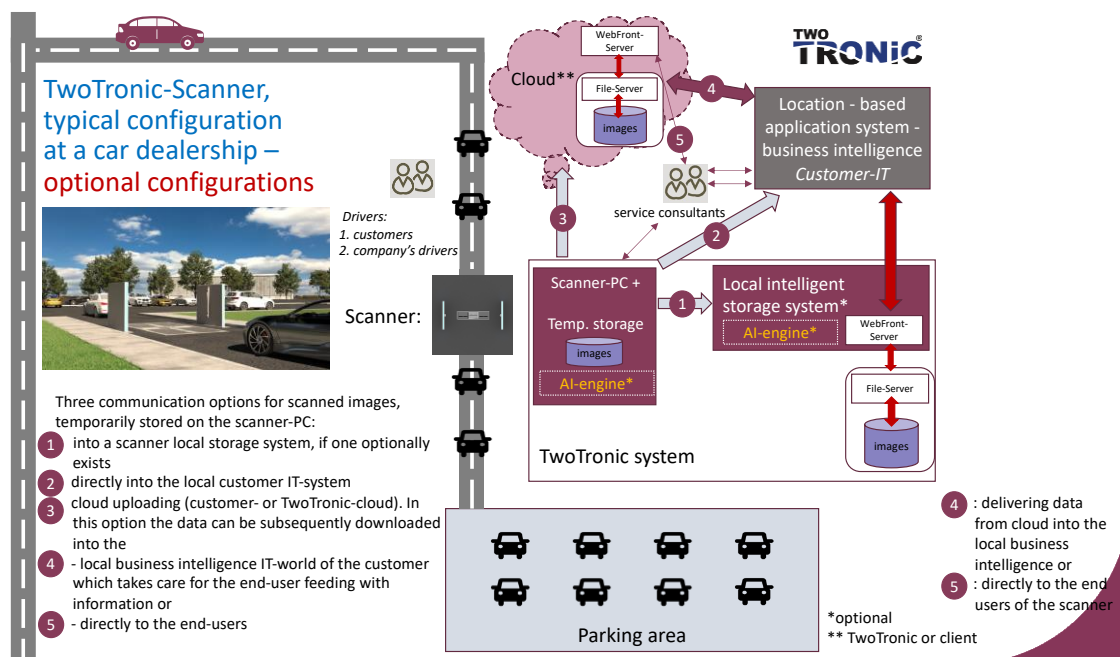 TwoTronic-Scanner,
typical configuration
at a car dealership –
optional configurations
Drivers:
1. customers
2. company's drivers
Scanner:
Three communication options for scanned images,
temporarily stored on the scanner-PC:
1 into a scanner local storage system, if one optionally
exists
2 directly into the local customer IT-system
3 cloud uploading (customer- or TwoTronic-cloud). In
this option the data can be subsequently downloaded
into the
4 - local business intelligence IT-world of the customer
which takes care for the end-user feeding with
information or
5 - directly to the end-users
Cloud**
WebFront-
Server
File-Server
images
4
5
3
2
1
TWO
TRONIC®
Location - based
application system -
business intelligence
Customer-IT
service consultants
Scanner-PC +
Temp. storage
images
AI-engine*
Local intelligent
storage system*
AI-engine*
WebFront-
Server
File-Server
images
TwoTronic system
Parking area
4 : delivering data
from cloud into the
local business
intelligence or
5 : directly to the end
users of the scanner
*optional
** TwoTronic or client